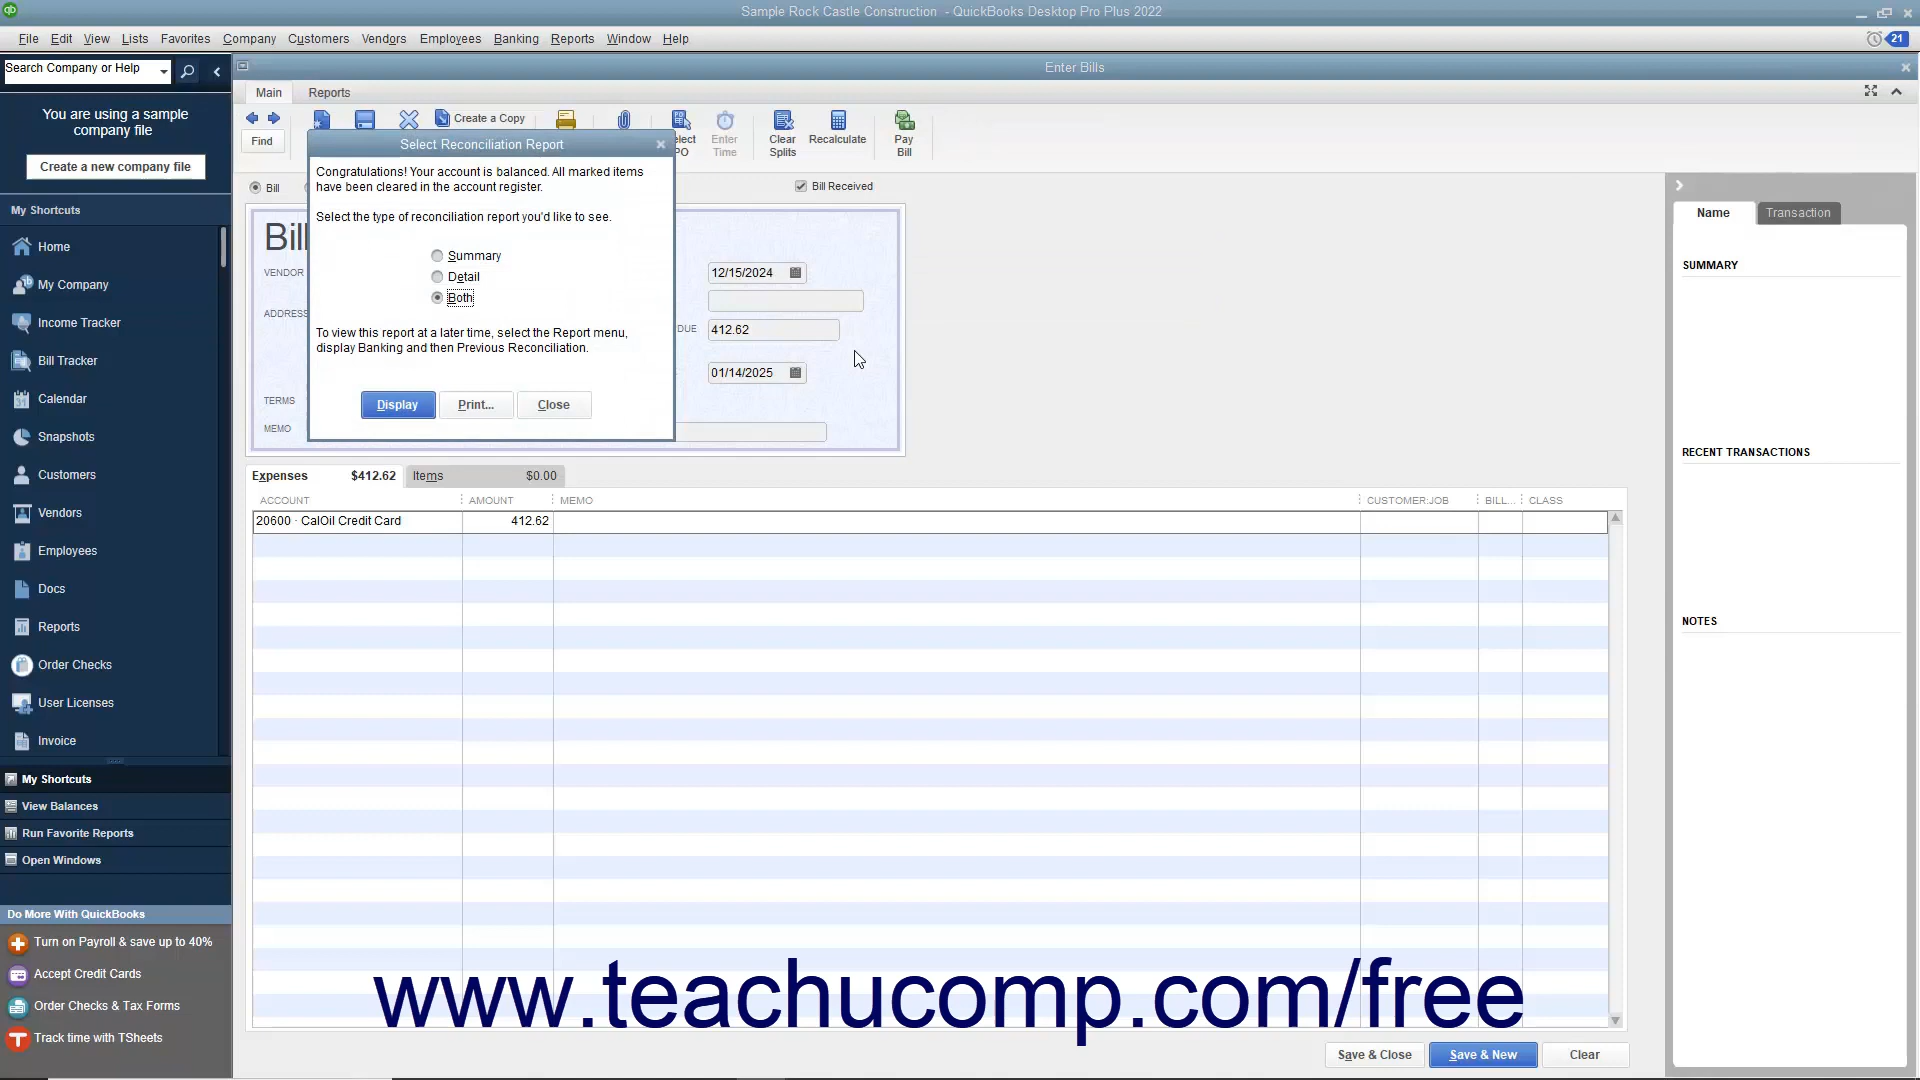 Sample Rock Castle Construction - QuickBooks Desktop Pro Plus 2022
File Edit View Lists Favorites Company Customers Vendors Employees Banking Reports Window Help
21
Search Company or Help
Enter Bills
You are using a sample
company file
Create a new company file
My Shortcuts
Home
My Company
Income Tracker
Bill Tracker
Calendar
Snapshots
Customers
Vendors
Employees
Docs
Reports
Order Checks
User Licenses
Invoice
My Shortcuts
View Balances
Run Favorite Reports
Open Windows
Do More With QuickBooks
Turn on Payroll & save up to 40%
Accept Credit Cards
Order Checks & Tax Forms
Track time with TSheets
Main Reports
Find
Create a Copy
elect
PO
Enter
Time
Clear
Splits
Recalculate
Pay
Bill
Select Reconciliation Report
Congratulations! Your account is balanced. All marked items
have been cleared in the account register.
Select the type of reconciliation report you'd like to see.
Summary
Detail
Both
To view this report at a later time, select the Report menu,
display Banking and then Previous Reconciliation.
Display Print... Close
Bill
Bill Received
Bill
VENDOR
ADDRESS
TERMS
MEMO
12/15/2024
DUE 412.62
01/14/2025
Expenses $412.62 Items $0.00
ACCOUNT AMOUNT MEMO CUSTOMER:JOB BILL... CLASS
20600 · CalOil Credit Card 412.62
Name Transaction
SUMMARY
RECENT TRANSACTIONS
NOTES
www.teachucomp.com/free
Save & Close Save & New Clear